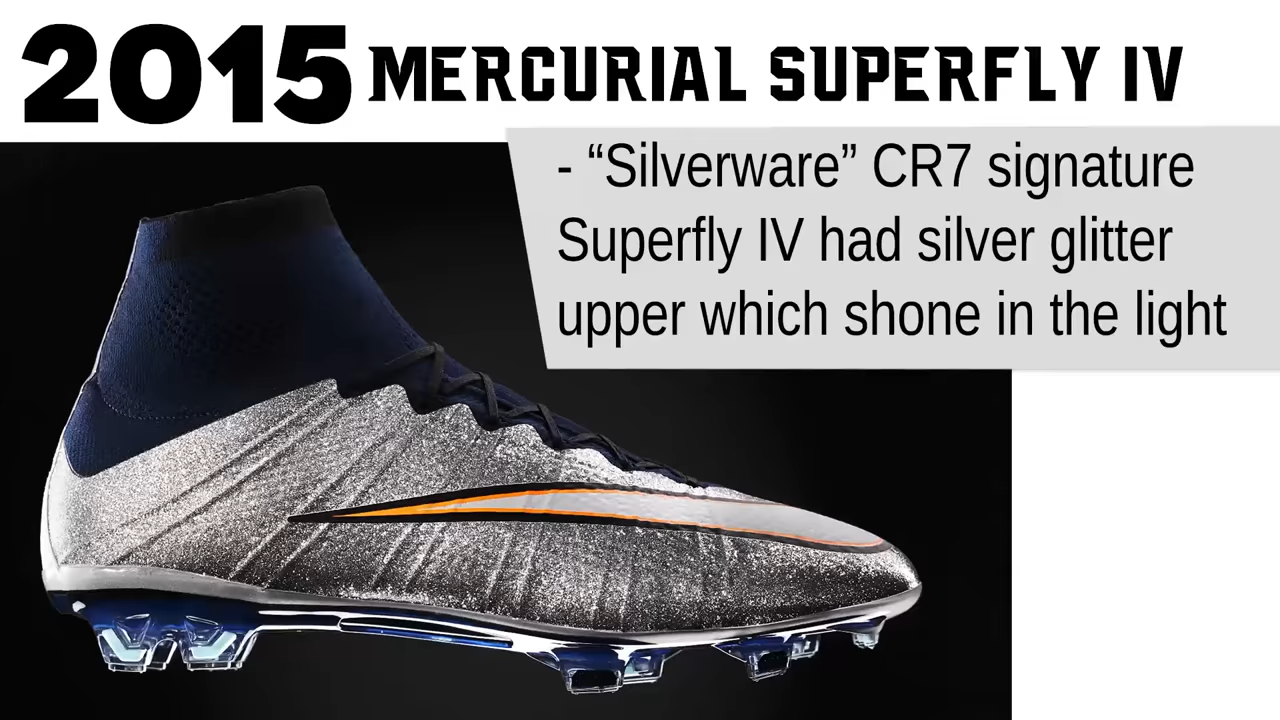 2015 MERCURIAL SUPERFLY IV
- “Silverware” CR7 signature
Superfly IV had silver glitter
upper which shone in the light